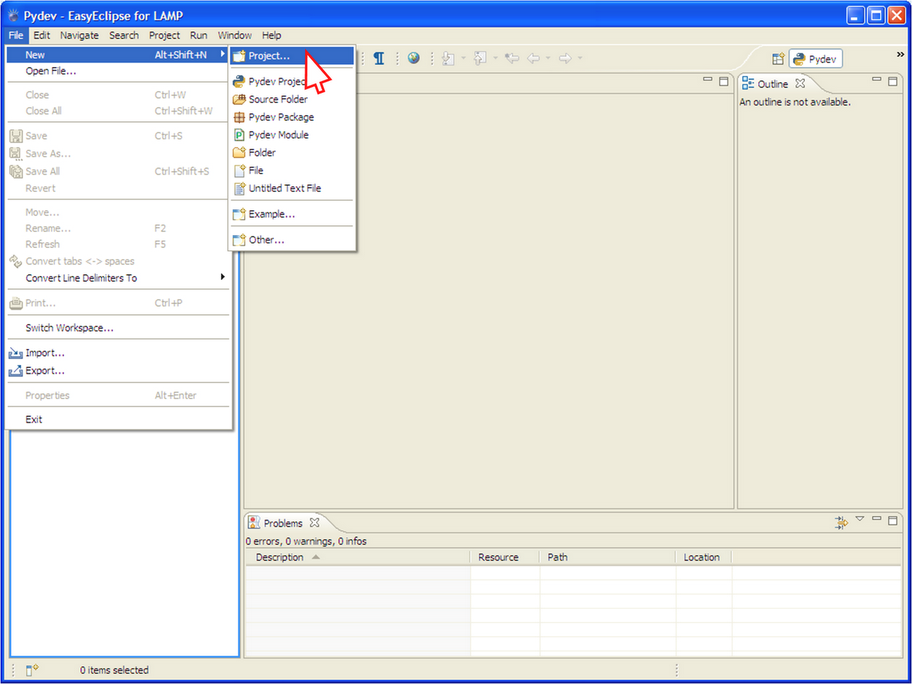 Pydev - EasyEclipse for LAMP
File Edit Navigate Search Project Run Window Help
Pydev
»
New Alt+Shift+N
Open File...
Close Ctrl+W
Close All Ctrl+Shift+W
Save Ctrl+S
Save As...
Save All Ctrl+Shift+S
Revert
Move...
Rename... F2
Refresh F5
Convert tabs <-> spaces
Convert Line Delimiters To
Print... Ctrl+P
Switch Workspace...
Import...
Export...
Properties Alt+Enter
Exit
Project...
Pydev Project
Source Folder
Pydev Package
Pydev Module
Folder
File
Untitled Text File
Example...
Other...
Outline
An outline is not available.
Problems
0 errors, 0 warnings, 0 infos
Description Resource Path Location
0 items selected